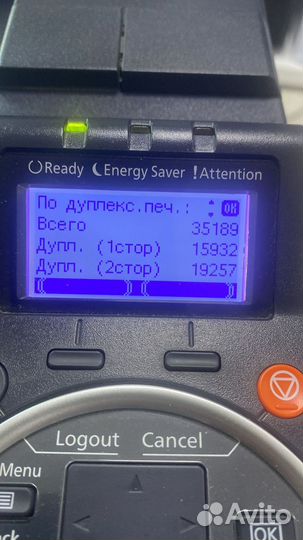 Ready Energy Saver ! Attention
По дуплекс.печ.: OK
Всего 35189
Дупл. (1стор) 15932
Дупл. (2стор) 19257
Logout Cancel
Menu
OK
Avito